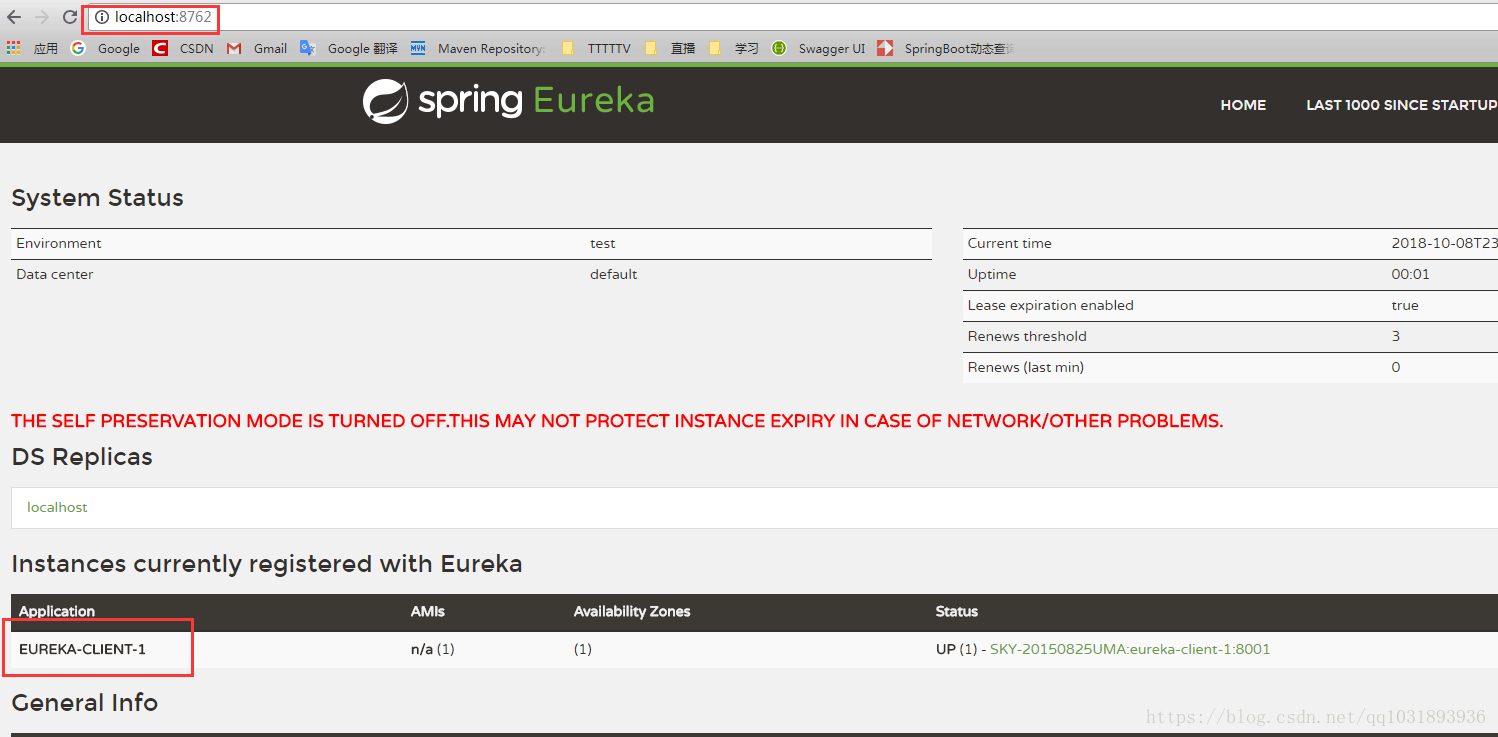 localhost:8762
应用 Google CSDN Gmail Google 翻译 Maven Repository: TTTTTV 直播 学习 Swagger UI SpringBoot动态查
spring Eureka HOME LAST 1000 SINCE STARTUP
System Status
Environment test Current time 2018-10-08T23
Data center default Uptime 00:01
Lease expiration enabled true
Renews threshold 3
Renews (last min) 0
THE SELF PRESERVATION MODE IS TURNED OFF.THIS MAY NOT PROTECT INSTANCE EXPIRY IN CASE OF NETWORK/OTHER PROBLEMS.
DS Replicas
localhost
Instances currently registered with Eureka
Application AMIs Availability Zones Status
EUREKA-CLIENT-1 n/a (1) (1) UP (1) - SKY-20150825UMA:eureka-client-1:8001
General Info
https://blog.csdn.net/qq1031893936